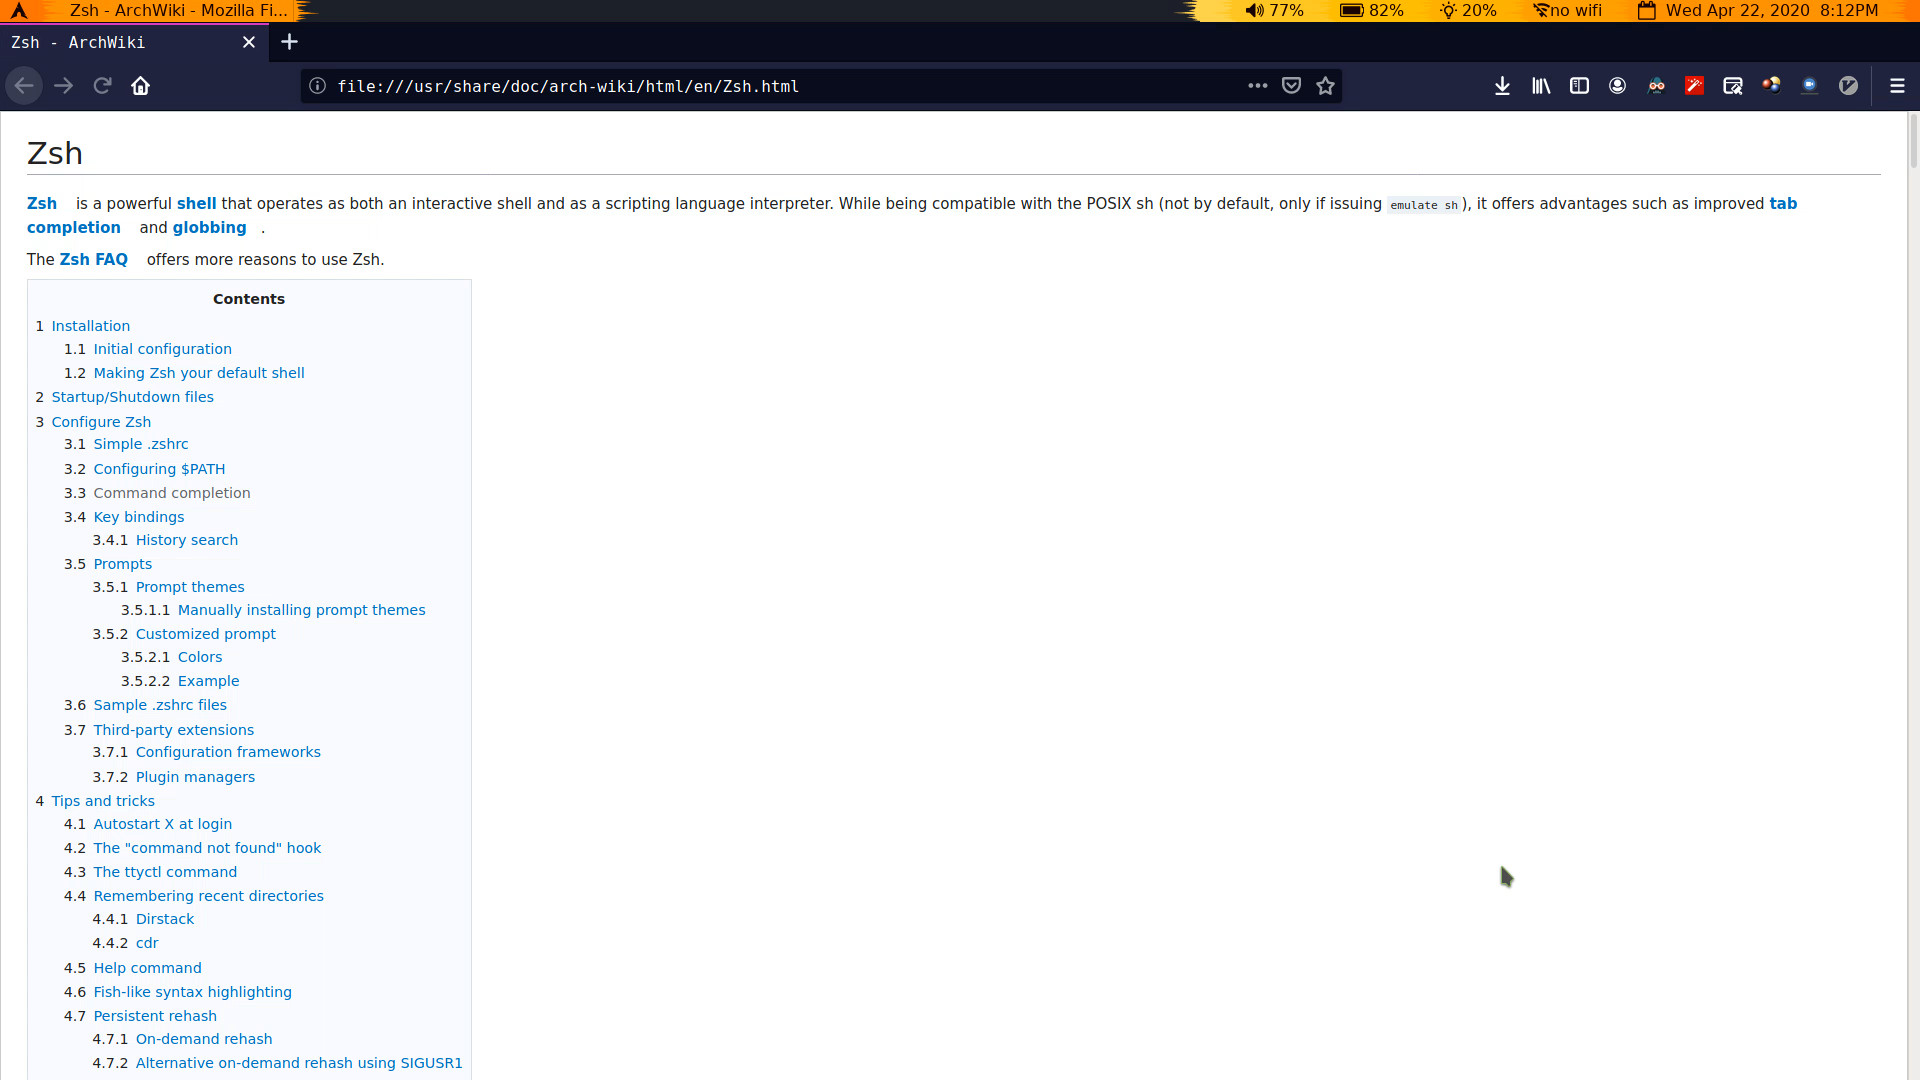 Zsh - ArchWiki - Mozilla Fi... 77% 82% 20% no wifi Wed Apr 22, 2020 8:12PM
Zsh - ArchWiki
file:///usr/share/doc/arch-wiki/html/en/Zsh.html
Zsh
Zsh is a powerful shell that operates as both an interactive shell and as a scripting language interpreter. While being compatible with the POSIX sh (not by default, only if issuing emulate sh), it offers advantages such as improved tab
completion and globbing .
The Zsh FAQ offers more reasons to use Zsh.
Contents
1 Installation
1.1 Initial configuration
1.2 Making Zsh your default shell
2 Startup/Shutdown files
3 Configure Zsh
3.1 Simple .zshrc
3.2 Configuring $PATH
3.3 Command completion
3.4 Key bindings
3.4.1 History search
3.5 Prompts
3.5.1 Prompt themes
3.5.1.1 Manually installing prompt themes
3.5.2 Customized prompt
3.5.2.1 Colors
3.5.2.2 Example
3.6 Sample .zshrc files
3.7 Third-party extensions
3.7.1 Configuration frameworks
3.7.2 Plugin managers
4 Tips and tricks
4.1 Autostart X at login
4.2 The "command not found" hook
4.3 The ttyctl command
4.4 Remembering recent directories
4.4.1 Dirstack
4.4.2 cdr
4.5 Help command
4.6 Fish-like syntax highlighting
4.7 Persistent rehash
4.7.1 On-demand rehash
4.7.2 Alternative on-demand rehash using SIGUSR1